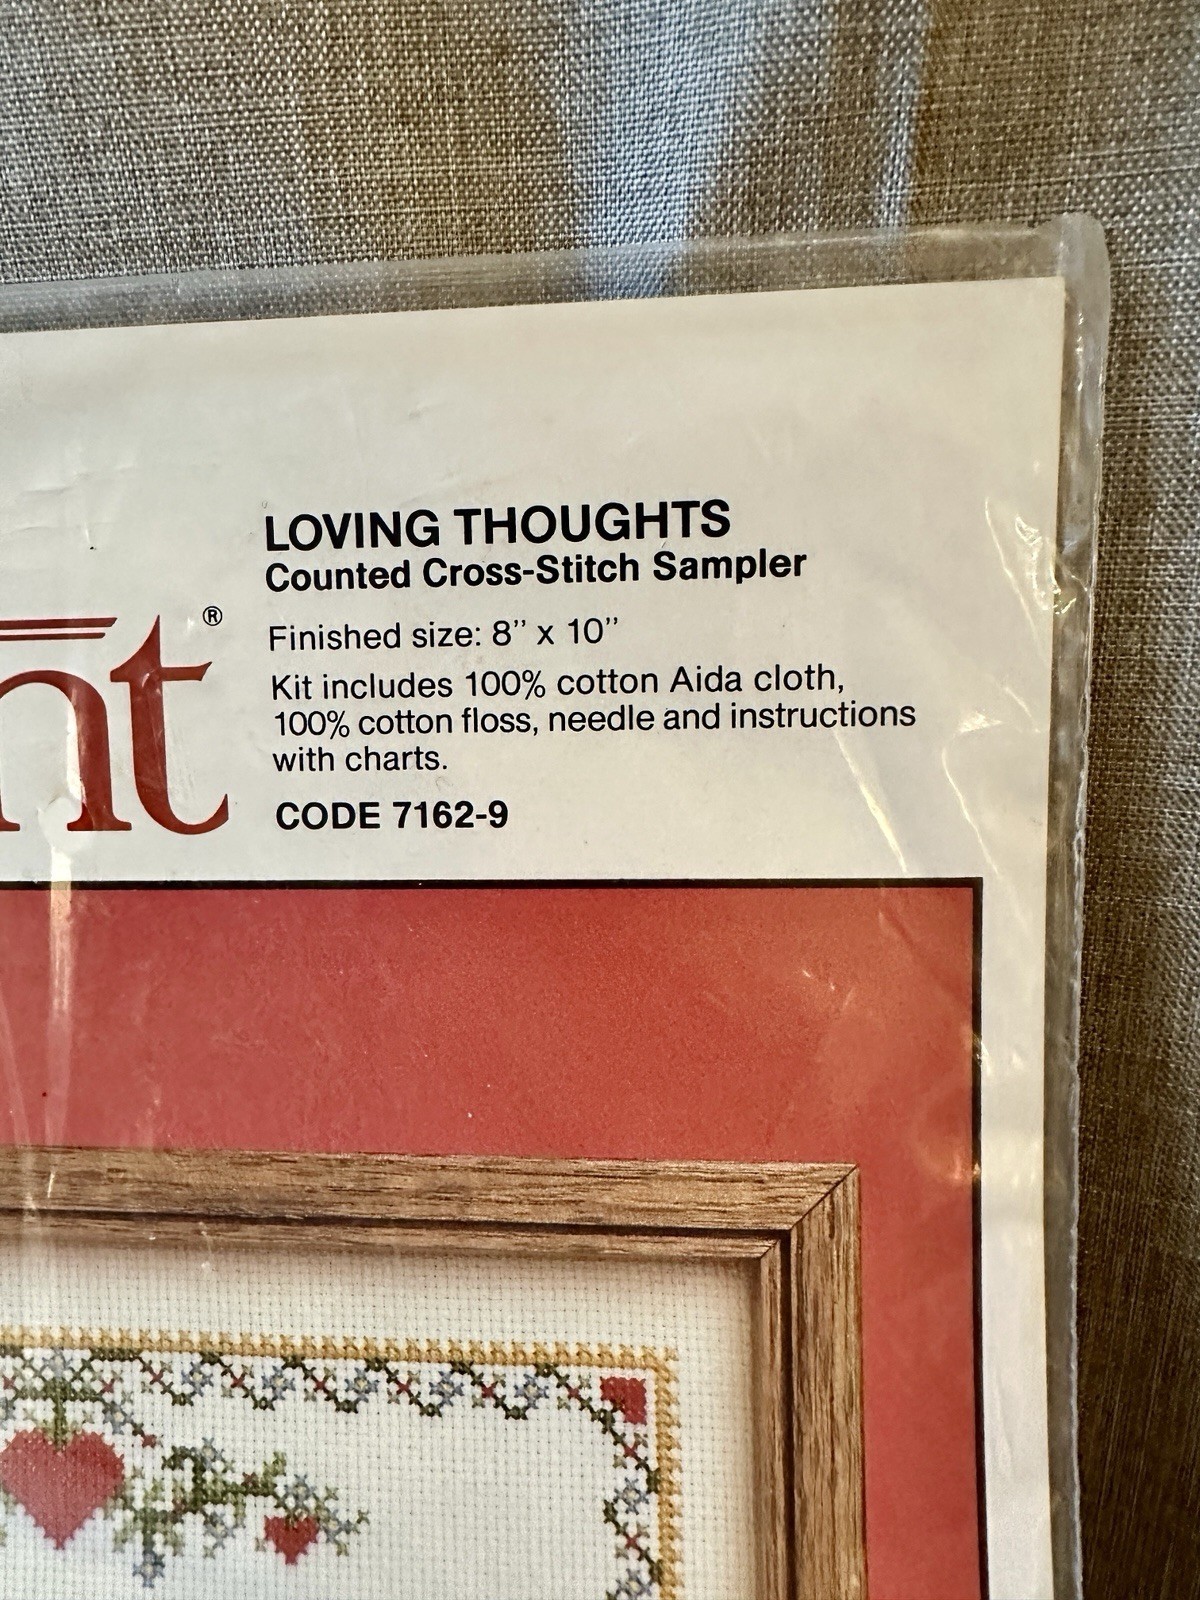 LOVING THOUGHTS
Counted Cross-Stitch Sampler
®
Finished size: 8” x 10”
Kit includes 100% cotton Aida cloth,
100% cotton floss, needle and instructions
with charts.
nt
CODE 7162-9